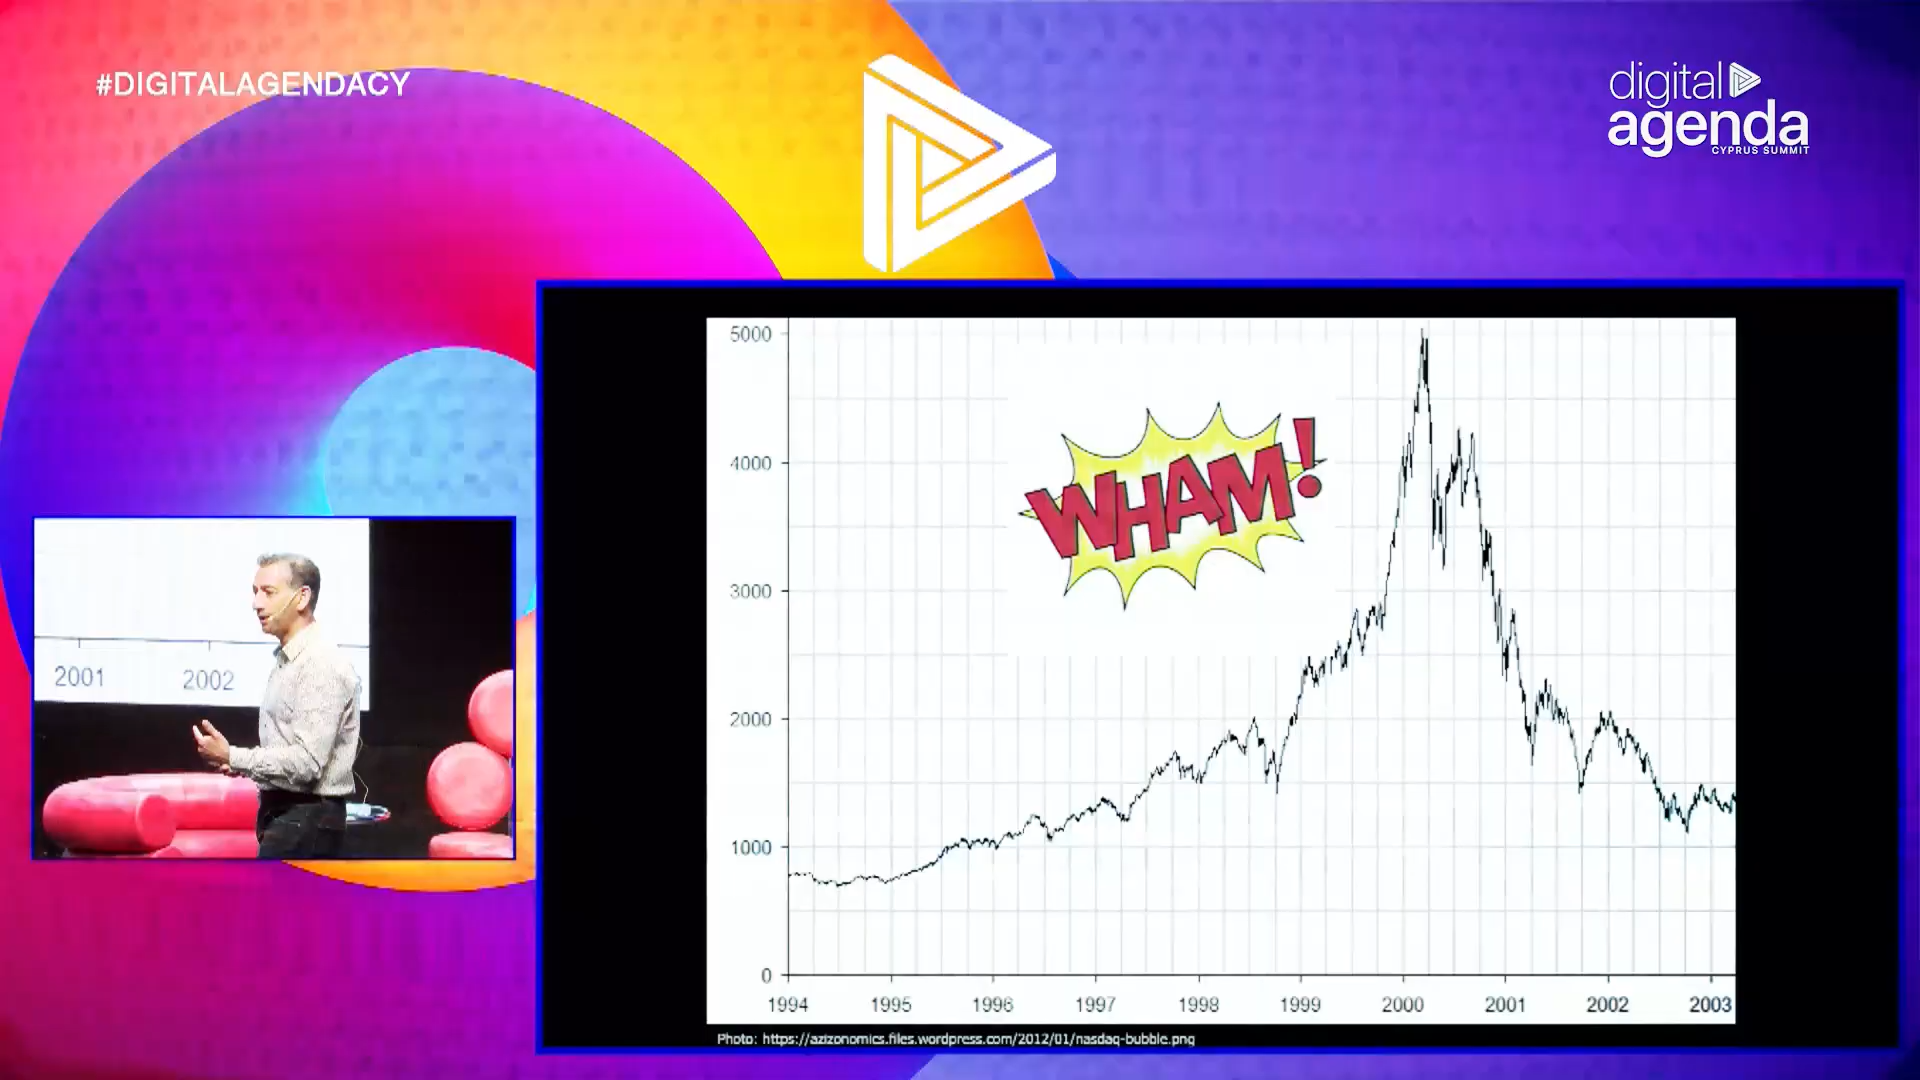 #DIGITALAGENDACY
digital
agenda
CYPRUS SUMMIT
5000
4000
3000
2000
1000
0
WHAM!
1994 1995 1996 1997 1998 1999 2000 2001 2002 2003
Photo: https://azizonomics.files.wordpress.com/2012/01/nasdaq-bubble.png
2001 2002